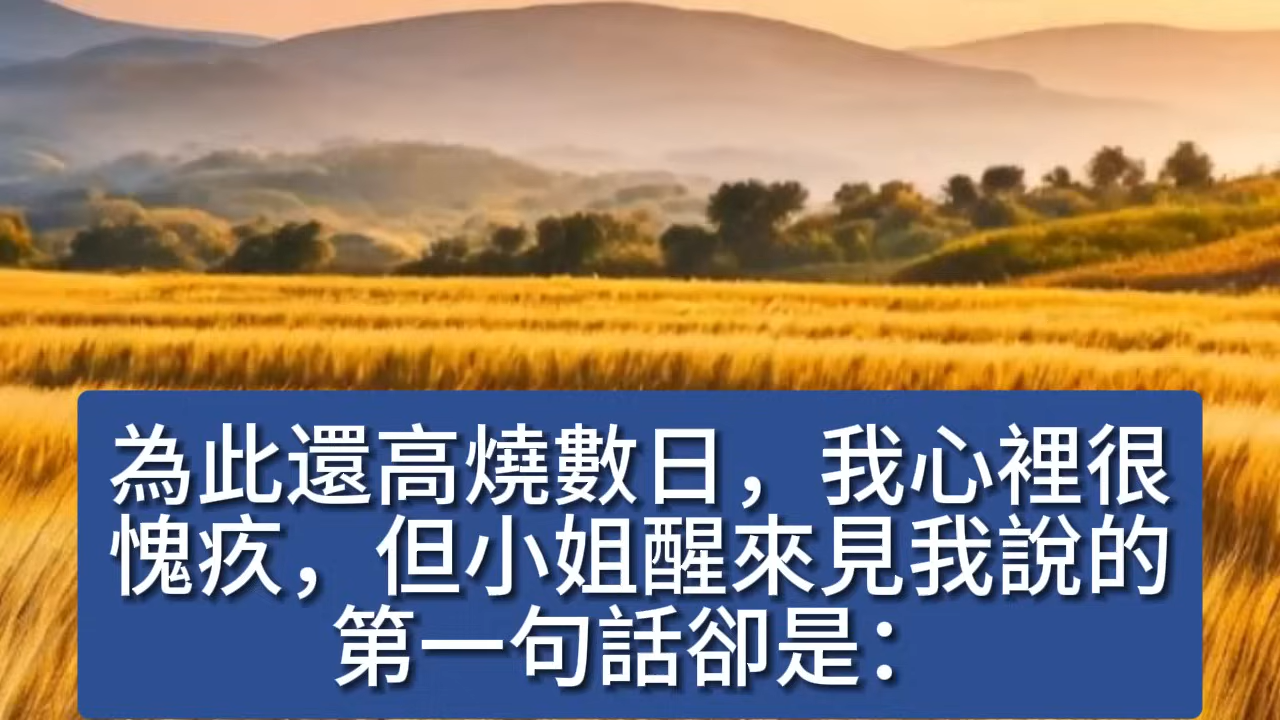 為此還高燒數日，我心裡很
愧疚，但小姐醒來見我說的
第一句話卻是：